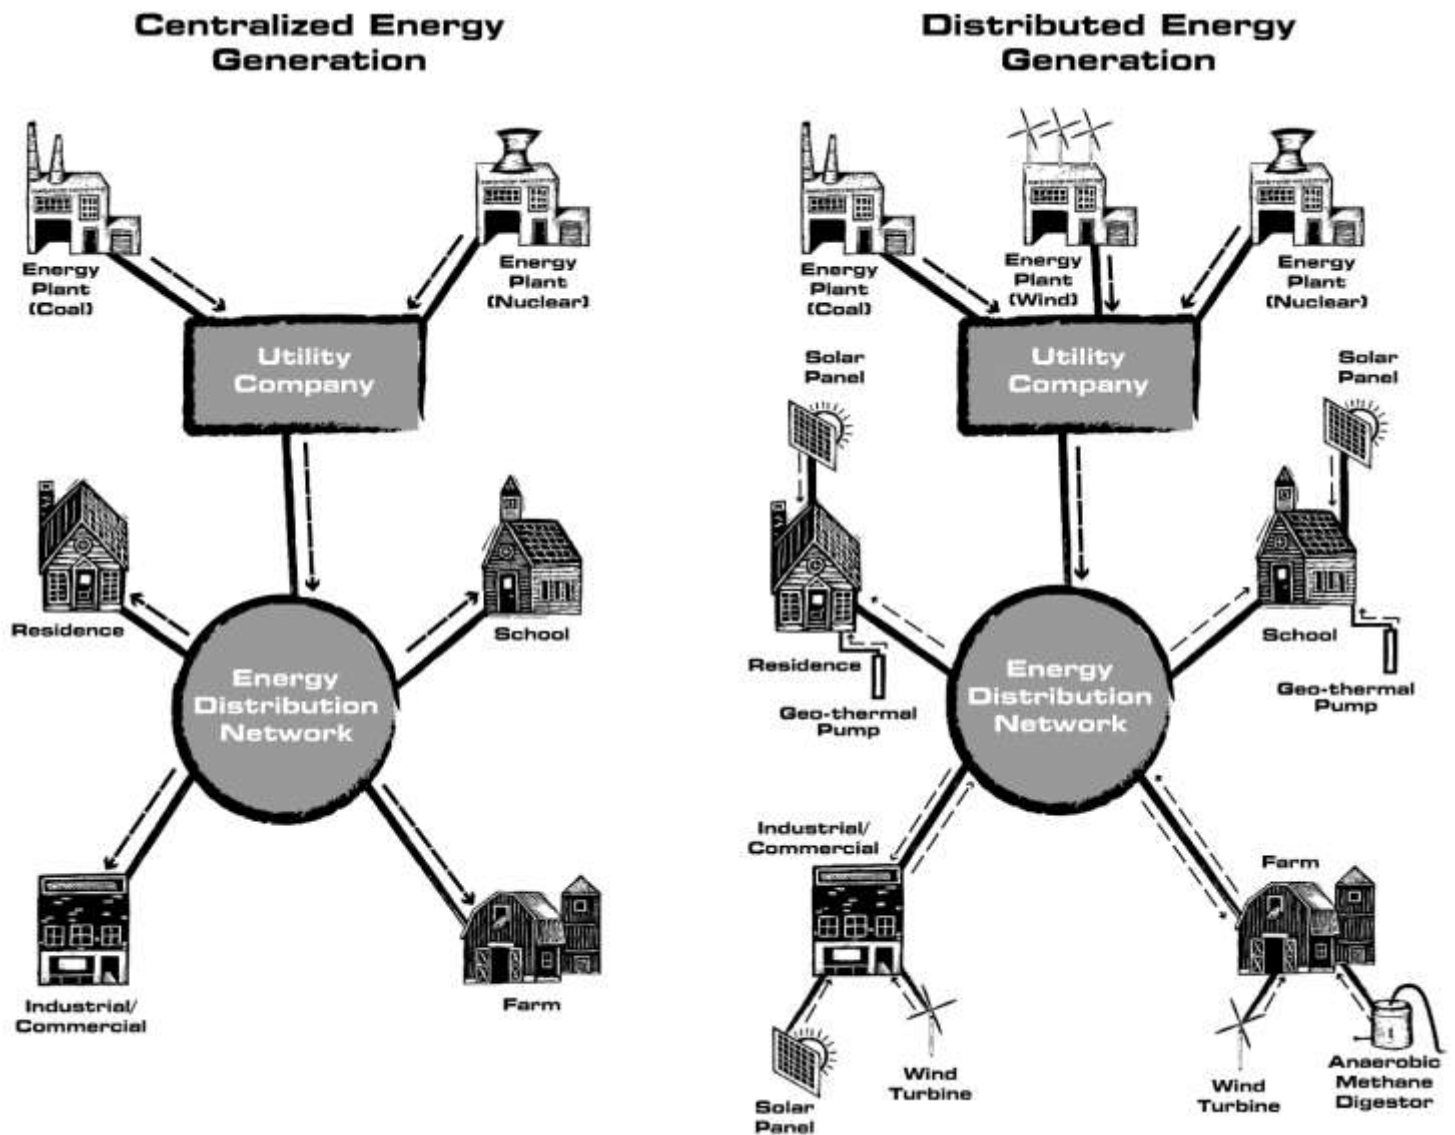 Centralized Energy
Generation
Energy
Plant
(Coal)
Energy
Plant
(Nuclear)
Utility
Company
Residence
School
Energy
Distribution
Network
Industrial/
Commercial
Farm
Distributed Energy
Generation
Energy
Plant
(Coal)
Energy
Plant
(Wind)
Energy
Plant
(Nuclear)
Solar
Panel
Utility
Company
Solar
Panel
Residence
Geo-thermal
Pump
School
Geo-thermal
Pump
Energy
Distribution
Network
Industrial/
Commercial
Farm
Solar
Panel
Wind
Turbine
Wind
Turbine
Anaerobic
Methane
Digestor